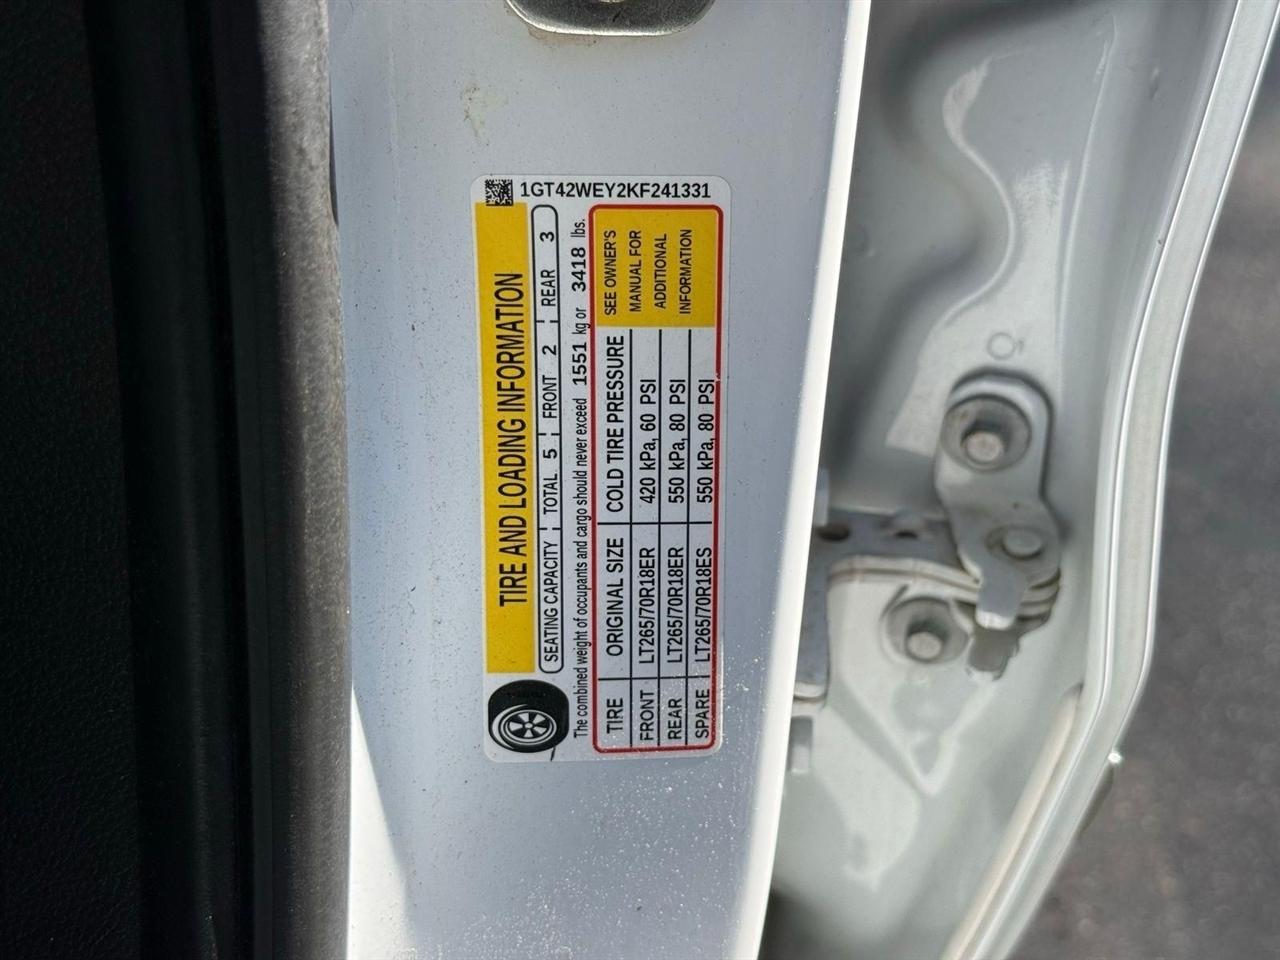 1GT42WEY2KF241331
TIRE AND LOADING INFORMATION
SEATING CAPACITY TOTAL 5 FRONT 2 REAR 3
The combined weight of occupants and cargo should never exceed 1551 kg or 3418 lbs.
TIRE ORIGINAL SIZE COLD TIRE PRESSURE
FRONT LT265/70R18ER 420 kPa, 60 PSI
REAR LT265/70R18ER 550 kPa, 80 PSI
SPARE LT265/70R18ES 550 kPa, 80 PSI
SEE OWNER'S
MANUAL FOR
ADDITIONAL
INFORMATION